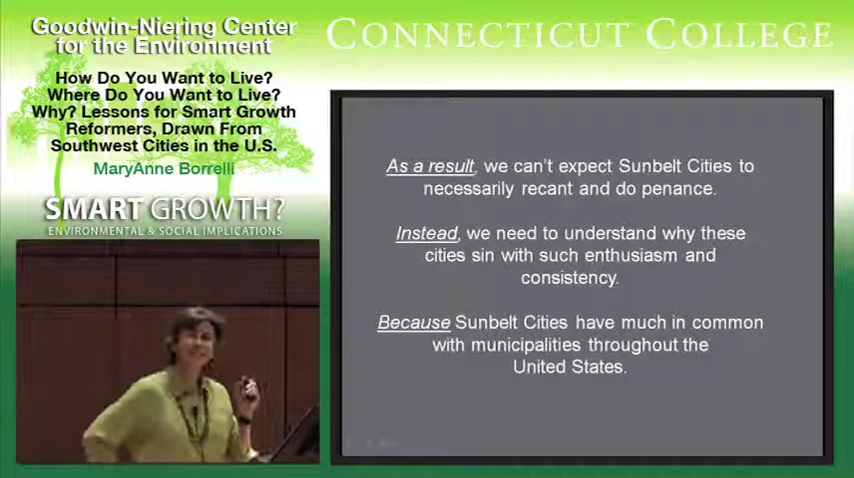 Goodwin-Niering Center
for the Environment
How Do You Want to Live?
Where Do You Want to Live?
Why? Lessons for Smart Growth
Reformers, Drawn From
Southwest Cities in the U.S.
MaryAnne Borrelli
SMART GROWTH?
ENVIRONMENTAL & SOCIAL IMPLICATIONS
CONNECTICUT COLLEGE
As a result, we can't expect Sunbelt Cities to
necessarily recant and do penance.
Instead, we need to understand why these
cities sin with such enthusiasm and
consistency.
Because Sunbelt Cities have much in common
with municipalities throughout the
United States.